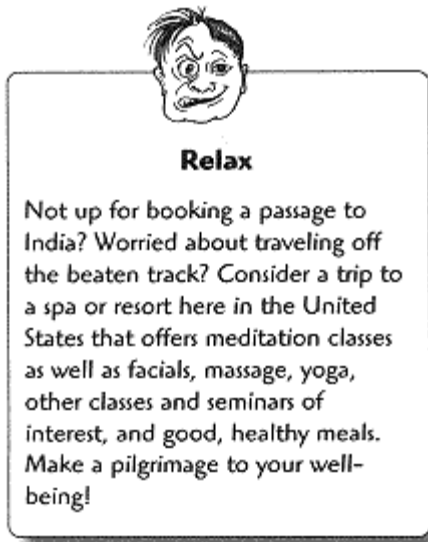 Relax
Not up for booking a passage to
India? Worried about traveling off
the beaten track? Consider a trip to
a spa or resort here in the United
States that offers meditation classes
as well as facials, massage, yoga,
other classes and seminars of
interest, and good, healthy meals.
Make a pilgrimage to your well-
being!